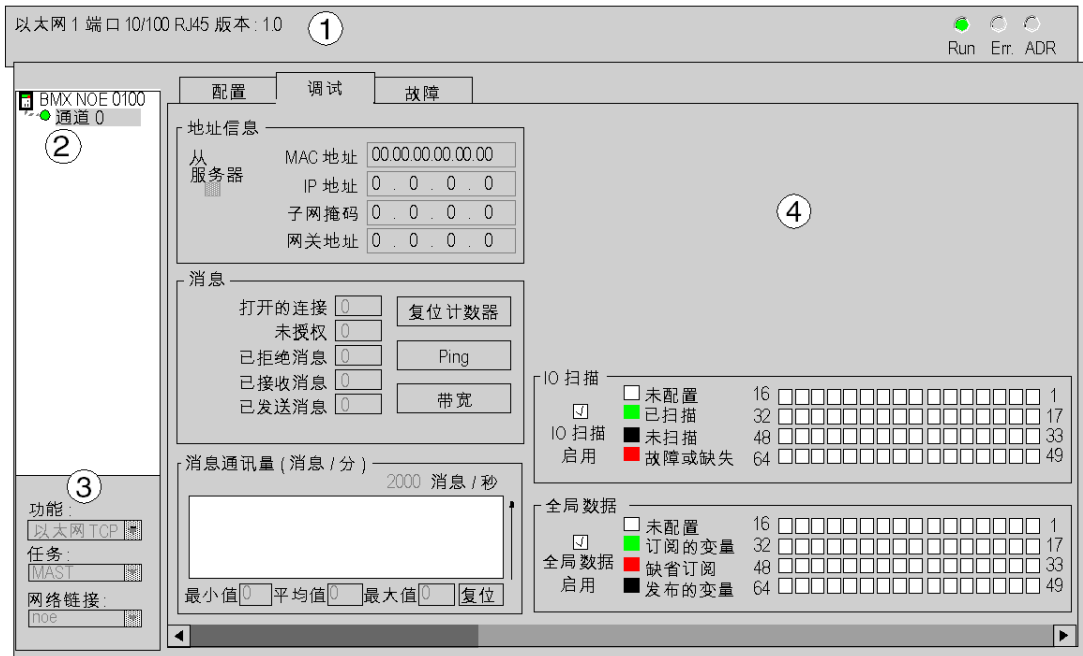 以太网 1 端口 10/100 RJ45 版本 : 1.0
1
Run Err. ADR
BMX NOE 0100
通道 0
2
配置 调试 故障
地址信息
从
服务器
MAC 地址 00.00.00.00.00.00
IP 地址 0 . 0 . 0 . 0
子网掩码 0 . 0 . 0 . 0
网关地址 0 . 0 . 0 . 0
4
消息
打开的连接 0
未授权 0
已拒绝消息 0
已接收消息 0
已发送消息 0
复位计数器
Ping
带宽
消息通讯量 ( 消息 / 分 )
2000 消息 / 秒
最小值 0 平均值 0 最大值 0 复位
IO 扫描
IO 扫描
启用
未配置
已扫描
未扫描
故障或缺失
16 1
32 17
48 33
64 49
全局数据
全局数据
启用
未配置
订阅的变量
缺省订阅
发布的变量
16 1
32 17
48 33
64 49
3
功能 :
以太网 TCP
任务 :
MAST
网络链接 :
noe